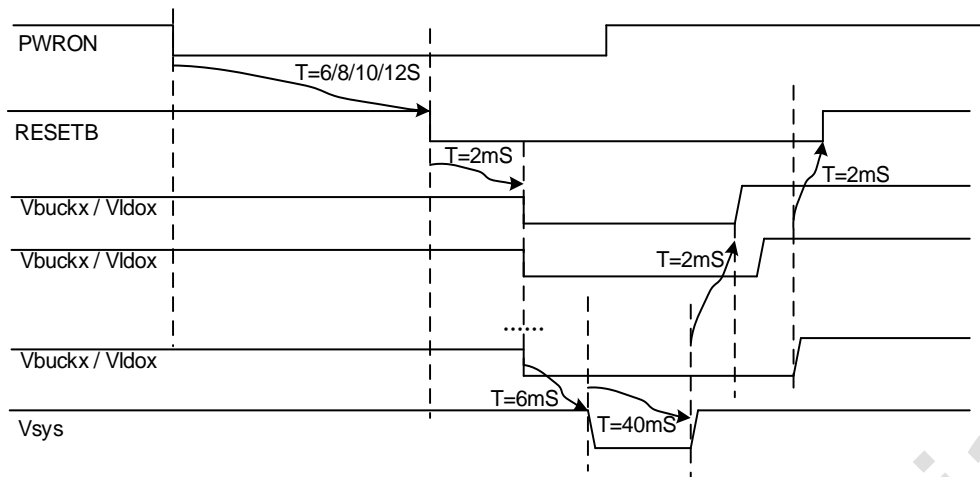 PWRON
T=6/8/10/12S
RESETB
T=2mS
T=2mS
Vbuckx / Vldox
Vbuckx / Vldox
T=2mS
......
Vbuckx / Vldox
T=6mS
T=40mS
Vsys